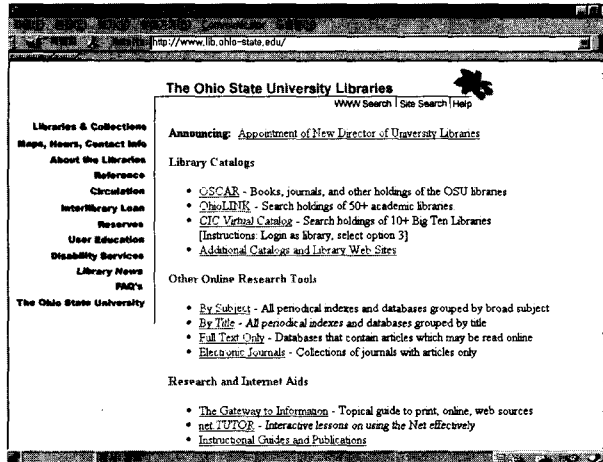 Communicator
http://www.lib.ohio-state.edu/
The Ohio State University Libraries
WWW Search | Site Search | Help
Libraries & Collections
Maps, Hours, Contact Info
About the Libraries
Reference
Circulation
Interlibrary Loan
Reserves
User Education
Disability Services
Library News
FAQ's
The Ohio State University
Announcing: Appointment of New Director of University Libraries
Library Catalogs
• OSCAR - Books, journals, and other holdings of the OSU libraries
• OhioLINK - Search holdings of 50+ academic libraries
• CIC Virtual Catalog - Search holdings of 10+ Big Ten Libraries
[Instructions: Login as library, select option 3]
• Additional Catalogs and Library Web Sites
Other Online Research Tools
• By Subject - All periodical indexes and databases grouped by broad subject
• By Title - All periodical indexes and databases grouped by title
• Full Text Only - Databases that contain articles which may be read online
• Electronic Journals - Collections of journals with articles only
Research and Internet Aids
• The Gateway to Information - Topical guide to print, online, web sources
• net.TUTOR - Interactive lessons on using the Net effectively
• Instructional Guides and Publications